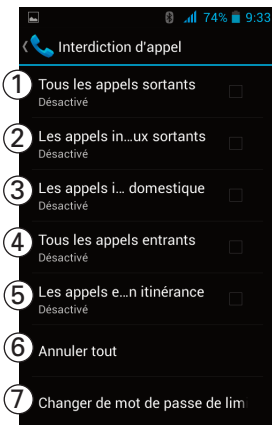 74% 9:33
Interdiction d'appel
1 Tous les appels sortants
Désactivé
2 Les appels in...ux sortants
Désactivé
3 Les appels i... domestique
Désactivé
4 Tous les appels entrants
Désactivé
5 Les appels e...n itinérance
Désactivé
6 Annuler tout
7 Changer de mot de passe de lim